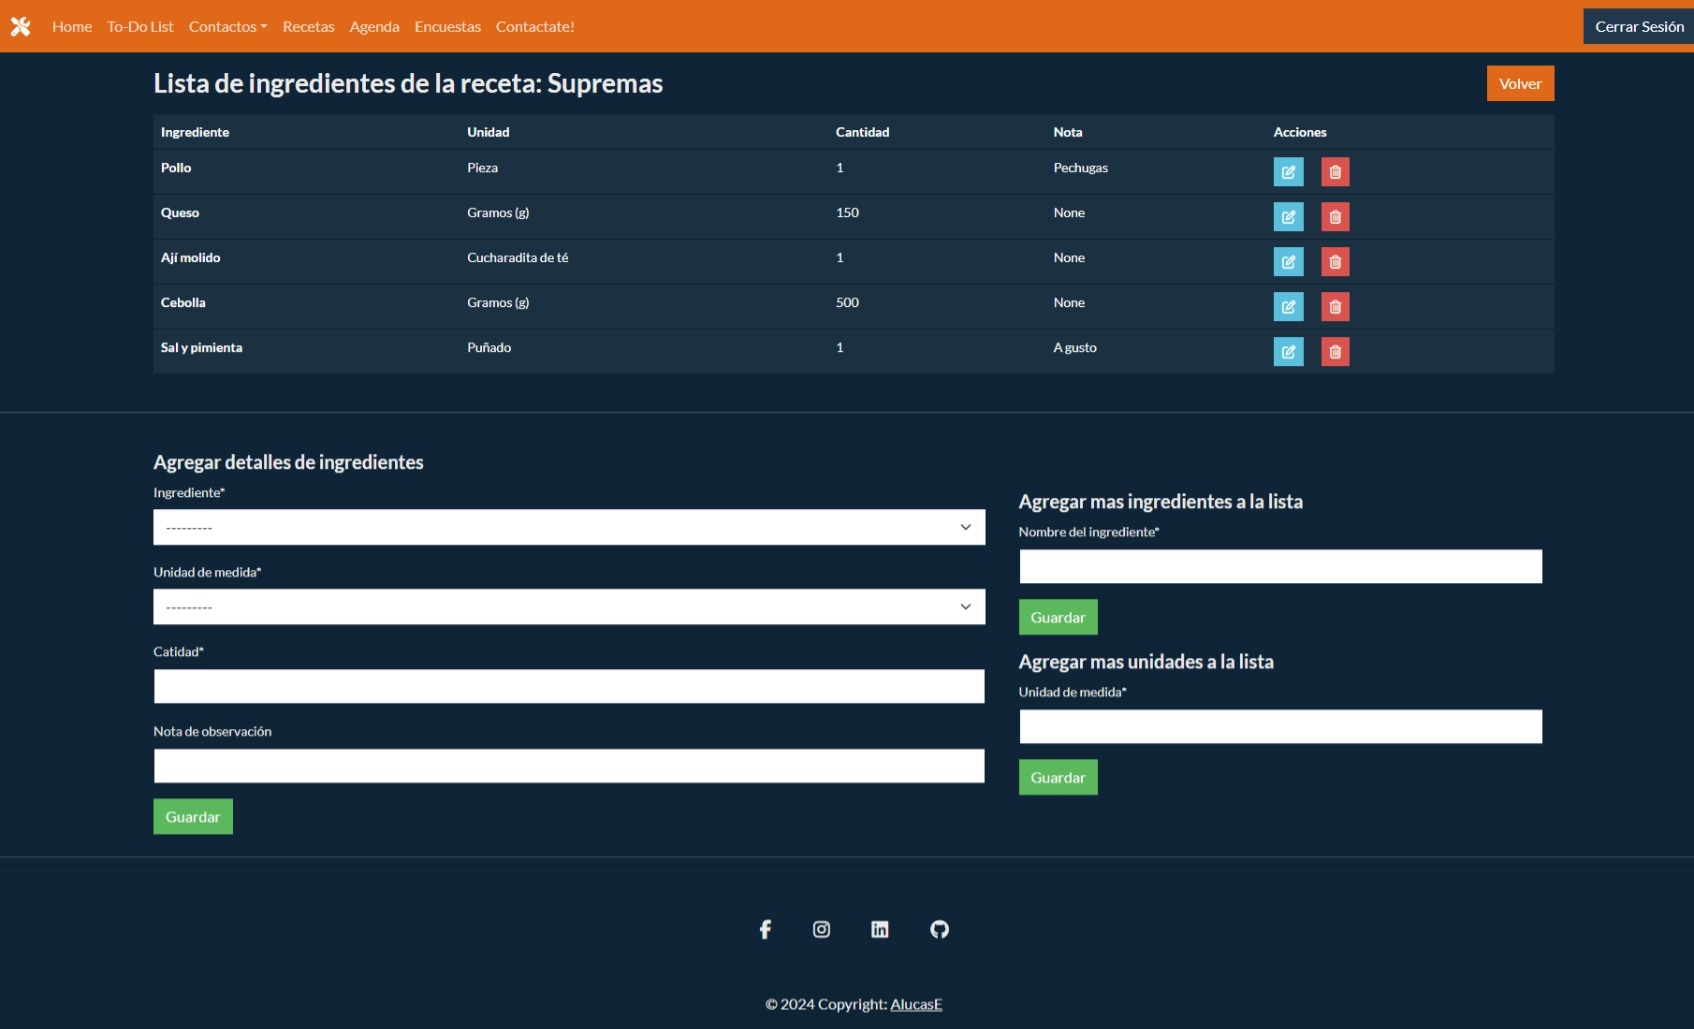 Home To-Do List Contactos Recetas Agenda Encuestas Contactate! Cerrar Sesión
Lista de ingredientes de la receta: Supremas Volver
Ingrediente Unidad Cantidad Nota Acciones
Pollo Pieza 1 Pechugas
Queso Gramos (g) 150 None
Ají molido Cucharadita de té 1 None
Cebolla Gramos (g) 500 None
Sal y pimienta Puñado 1 A gusto
Agregar detalles de ingredientes
Ingrediente*
---------
Unidad de medida*
---------
Catidad*
Nota de observación
Guardar
Agregar mas ingredientes a la lista
Nombre del ingrediente*
Guardar
Agregar mas unidades a la lista
Unidad de medida*
Guardar
© 2024 Copyright: AlucasE